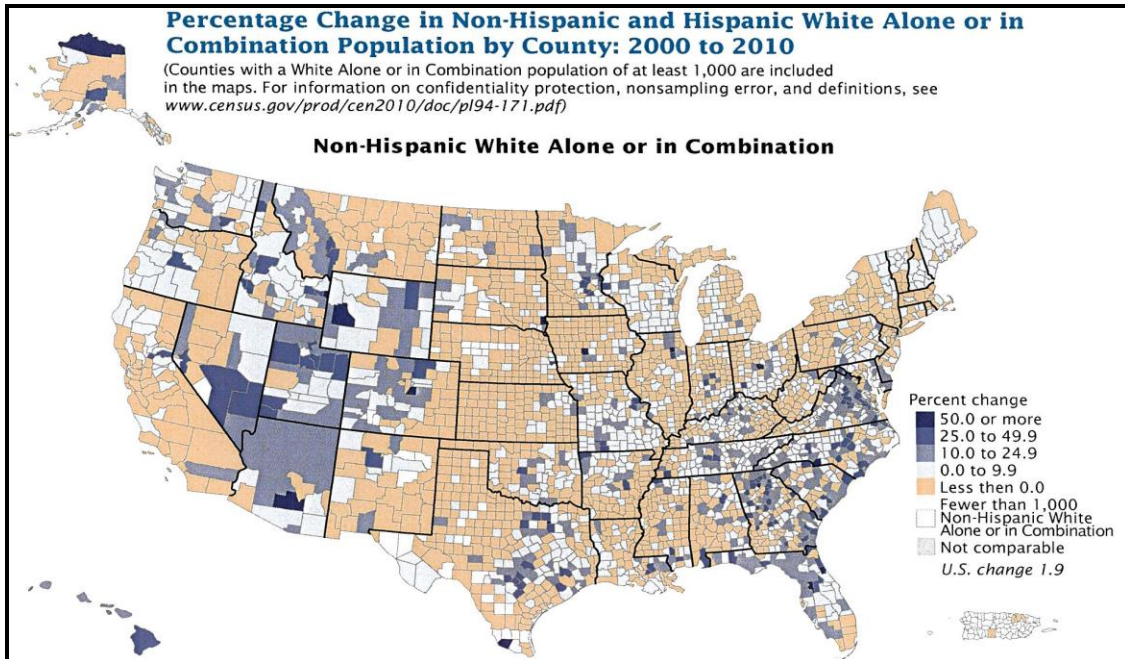 Percentage Change in Non-Hispanic and Hispanic White Alone or in
Combination Population by County: 2000 to 2010
(Counties with a White Alone or in Combination population of at least 1,000 are included
in the maps. For information on confidentiality protection, nonsampling error, and definitions, see
www.census.gov/prod/cen2010/doc/pl94-171.pdf)
Non-Hispanic White Alone or in Combination
Percent change
50.0 or more
25.0 to 49.9
10.0 to 24.9
0.0 to 9.9
Less then 0.0
Fewer than 1,000
Non-Hispanic White
Alone or in Combination
Not comparable
U.S. change 1.9